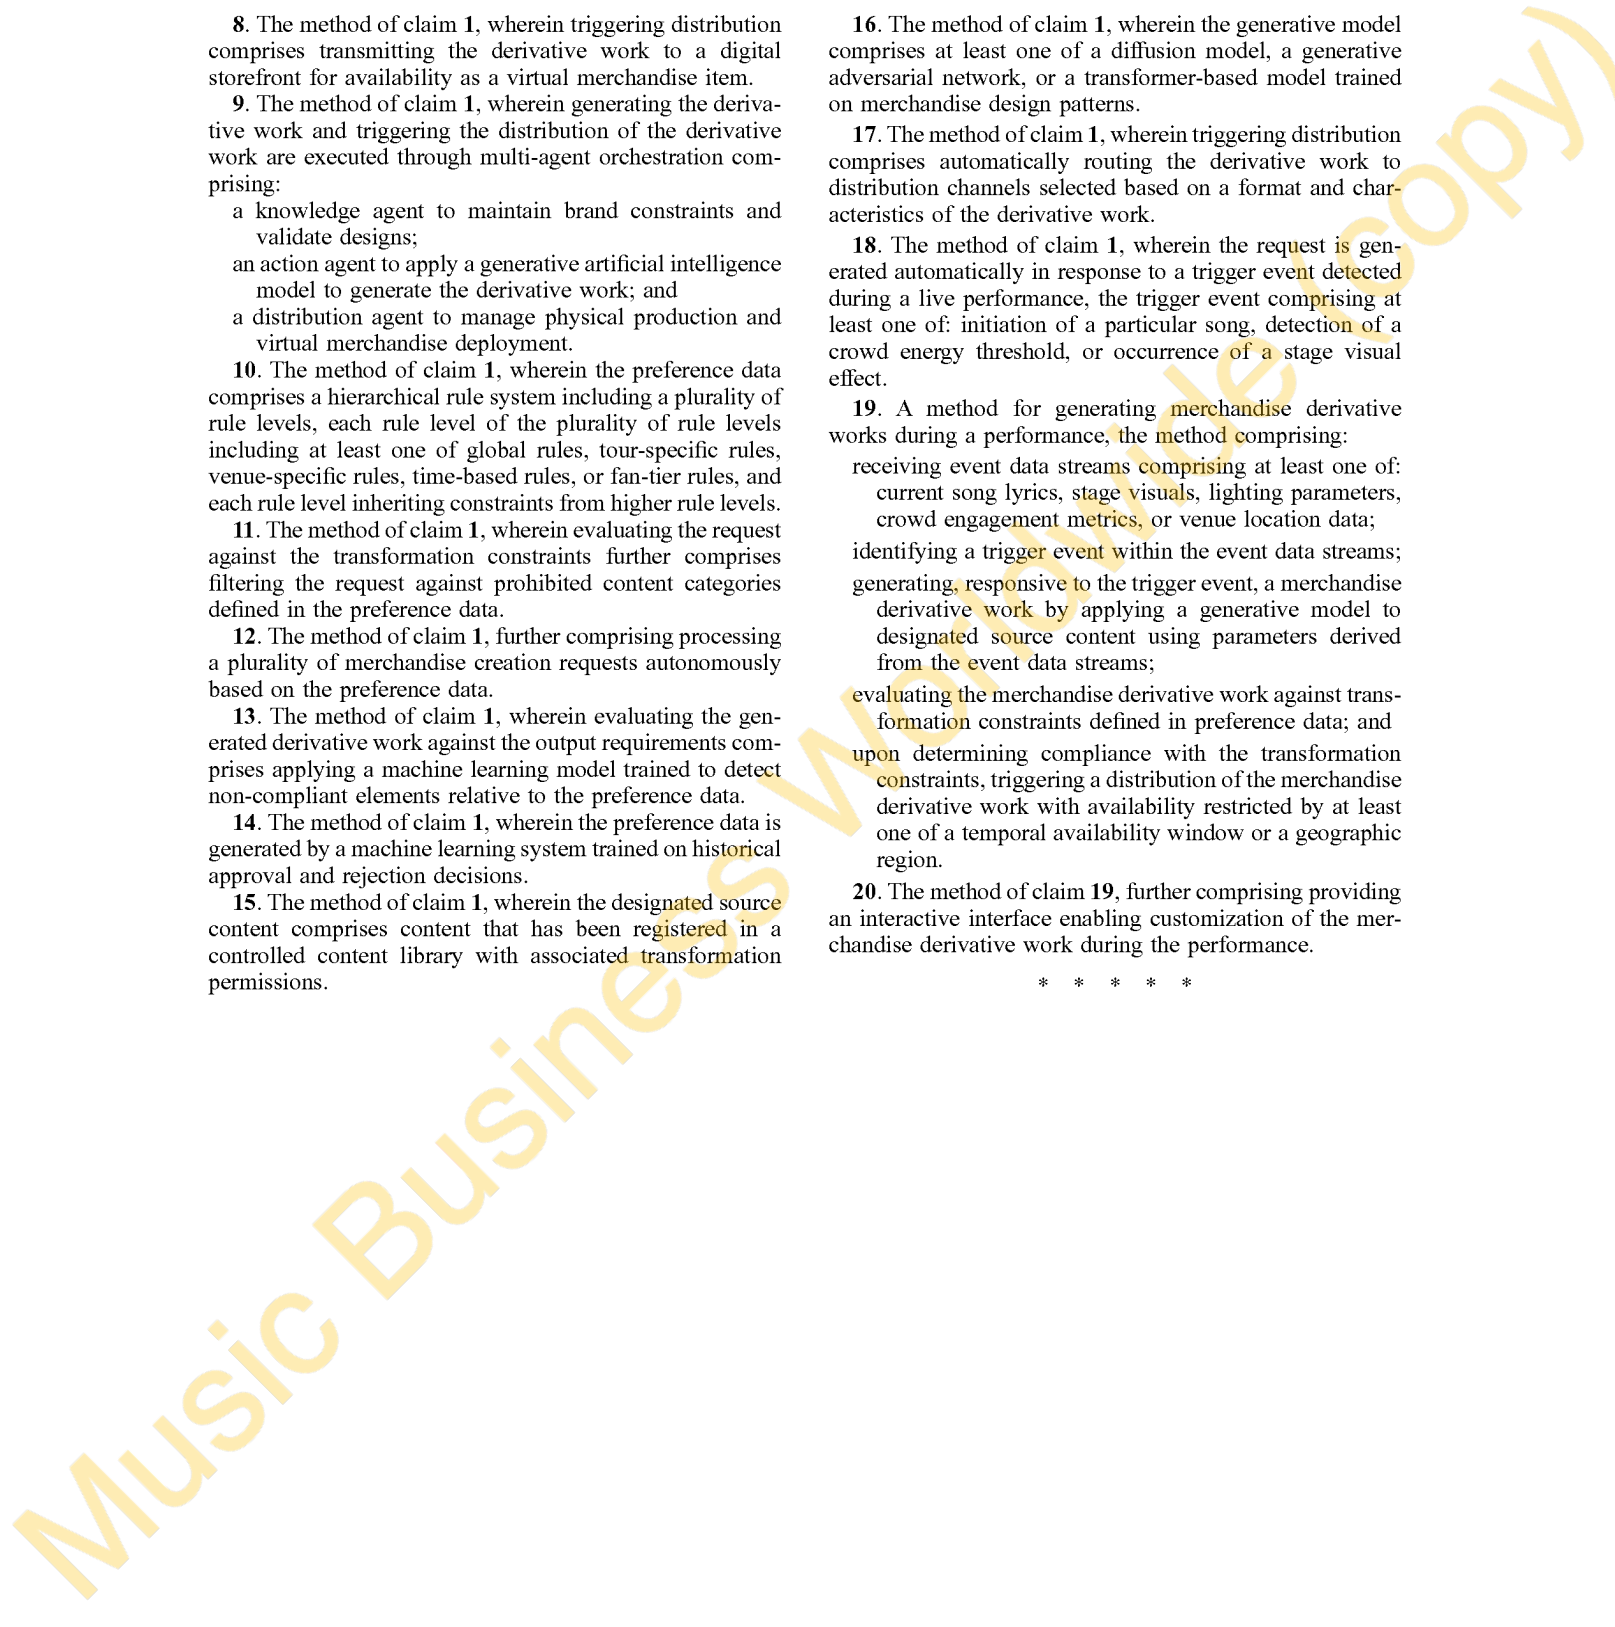 8. The method of claim 1, wherein triggering distribution
comprises transmitting the derivative work to a digital
storefront for availability as a virtual merchandise item.
9. The method of claim 1, wherein generating the deriva-
tive work and triggering the distribution of the derivative
work are executed through multi-agent orchestration com-
prising:
a knowledge agent to maintain brand constraints and
validate designs;
an action agent to apply a generative artificial intelligence
model to generate the derivative work; and
a distribution agent to manage physical production and
virtual merchandise deployment.
10. The method of claim 1, wherein the preference data
comprises a hierarchical rule system including a plurality of
rule levels, each rule level of the plurality of rule levels
including at least one of global rules, tour-specific rules,
venue-specific rules, time-based rules, or fan-tier rules, and
each rule level inheriting constraints from higher rule levels.
11. The method of claim 1, wherein evaluating the request
against the transformation constraints further comprises
filtering the request against prohibited content categories
defined in the preference data.
12. The method of claim 1, further comprising processing
a plurality of merchandise creation requests autonomously
based on the preference data.
13. The method of claim 1, wherein evaluating the gen-
erated derivative work against the output requirements com-
prises applying a machine learning model trained to detect
non-compliant elements relative to the preference data.
14. The method of claim 1, wherein the preference data is
generated by a machine learning system trained on historical
approval and rejection decisions.
15. The method of claim 1, wherein the designated source
content comprises content that has been registered in a
controlled content library with associated transformation
permissions.
16. The method of claim 1, wherein the generative model
comprises at least one of a diffusion model, a generative
adversarial network, or a transformer-based model trained
on merchandise design patterns.
17. The method of claim 1, wherein triggering distribution
comprises automatically routing the derivative work to
distribution channels selected based on a format and char-
acteristics of the derivative work.
18. The method of claim 1, wherein the request is gen-
erated automatically in response to a trigger event detected
during a live performance, the trigger event comprising at
least one of: initiation of a particular song, detection of a
crowd energy threshold, or occurrence of a stage visual
effect.
19. A method for generating merchandise derivative
works during a performance, the method comprising:
receiving event data streams comprising at least one of:
current song lyrics, stage visuals, lighting parameters,
crowd engagement metrics, or venue location data;
identifying a trigger event within the event data streams;
generating, responsive to the trigger event, a merchandise
derivative work by applying a generative model to
designated source content using parameters derived
from the event data streams;
evaluating the merchandise derivative work against trans-
formation constraints defined in preference data; and
upon determining compliance with the transformation
constraints, triggering a distribution of the merchandise
derivative work with availability restricted by at least
one of a temporal availability window or a geographic
region.
20. The method of claim 19, further comprising providing
an interactive interface enabling customization of the mer-
chandise derivative work during the performance.
* * * * *
Music Business Worldwide (copy)